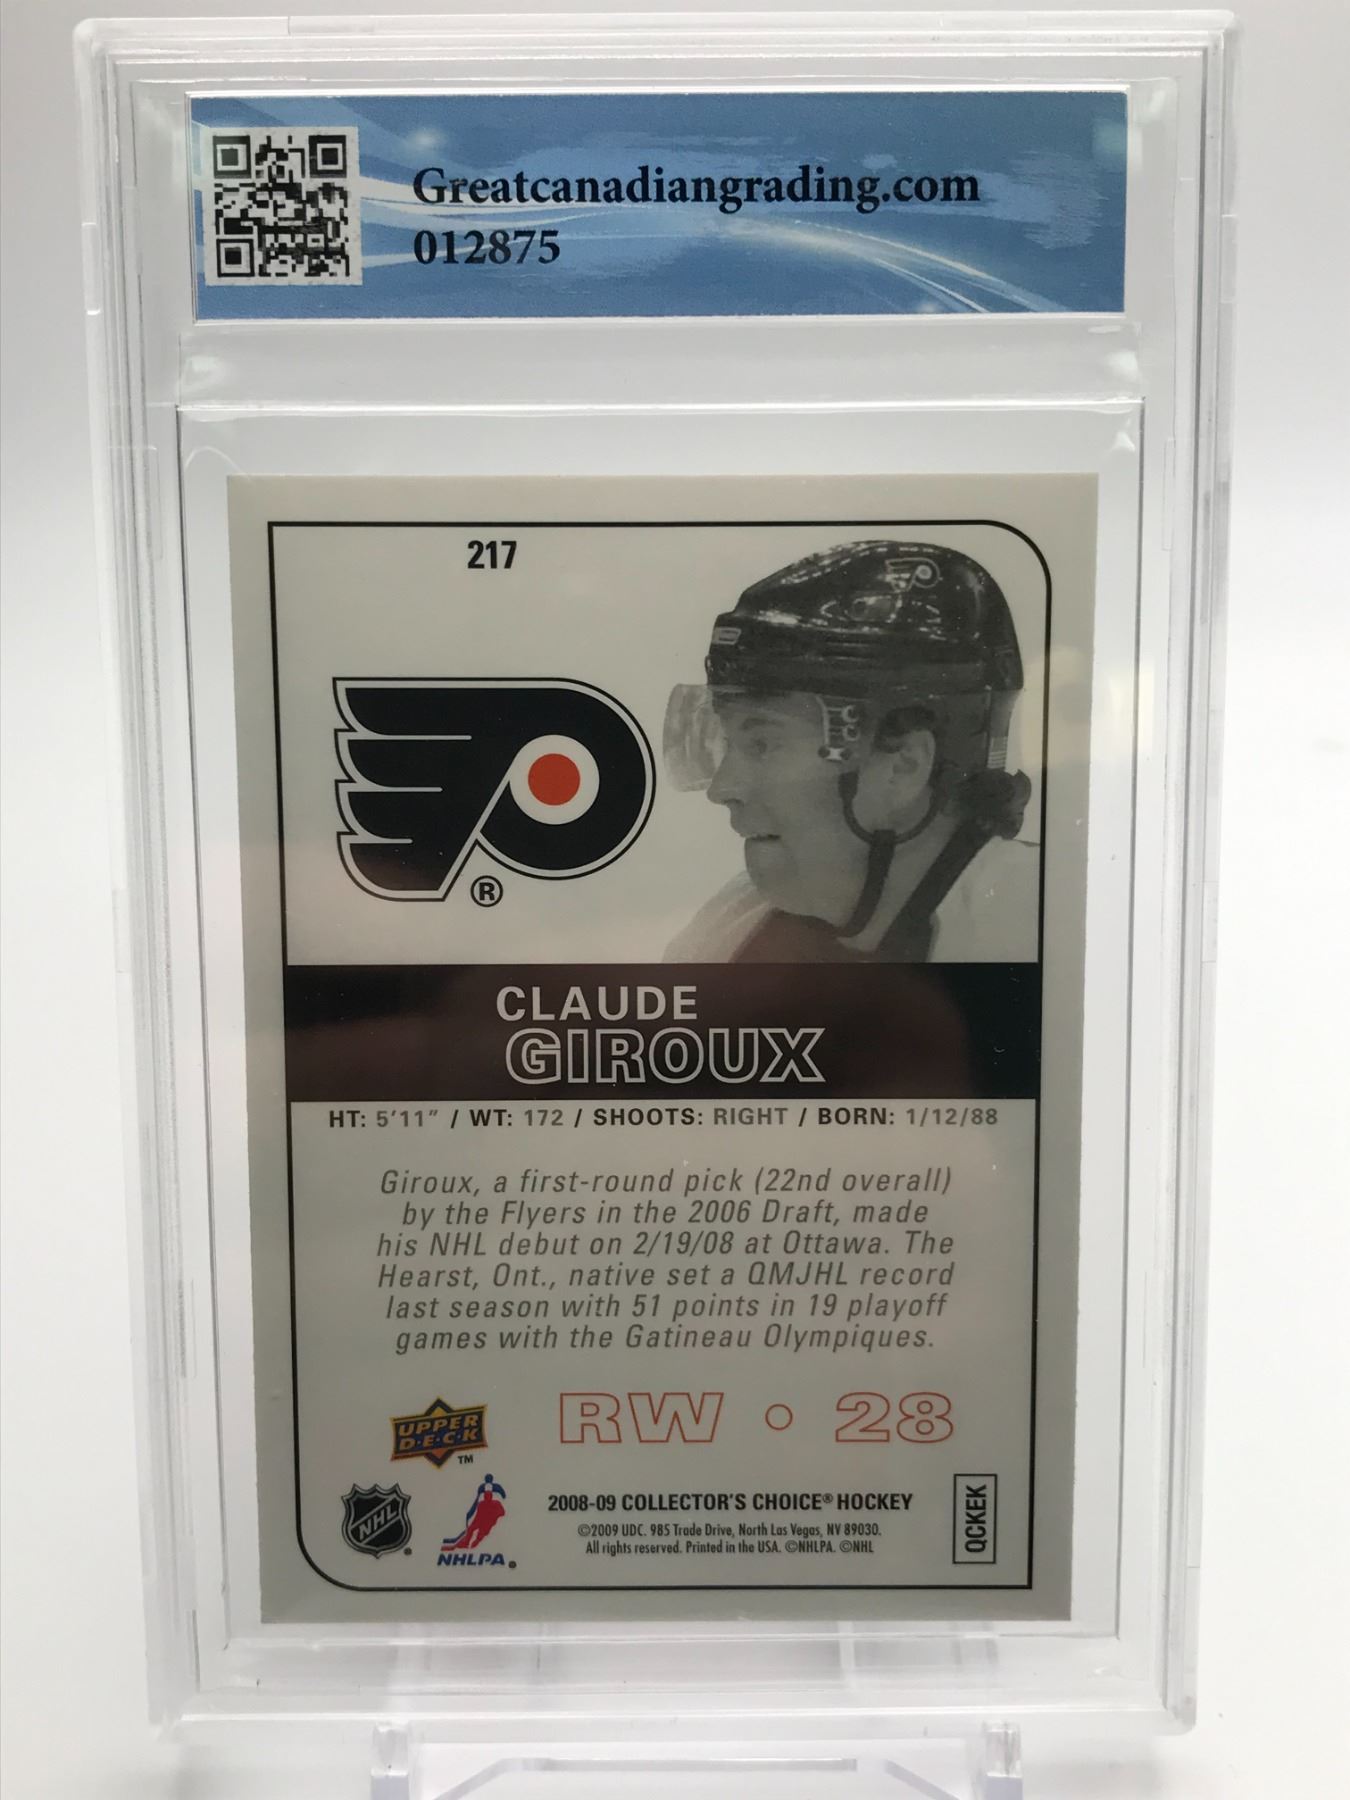 Greatcanadiangrading.com
012875
217
®
CLAUDE
GIROUX
HT: 5'11" / WT: 172 / SHOOTS: RIGHT / BORN: 1/12/88
Giroux, a first-round pick (22nd overall)
by the Flyers in the 2006 Draft, made
his NHL debut on 2/19/08 at Ottawa. The
Hearst, Ont., native set a QMJHL record
last season with 51 points in 19 playoff
games with the Gatineau Olympiques.
UPPER
D·E·C·K
TM
RW ○ 28
NHL
NHLPA
2008-09 COLLECTOR'S CHOICE® HOCKEY
©2009 UDC. 985 Trade Drive, North Las Vegas, NV 89030.
All rights reserved. Printed in the USA. ©NHLPA. ©NHL
QCKEK